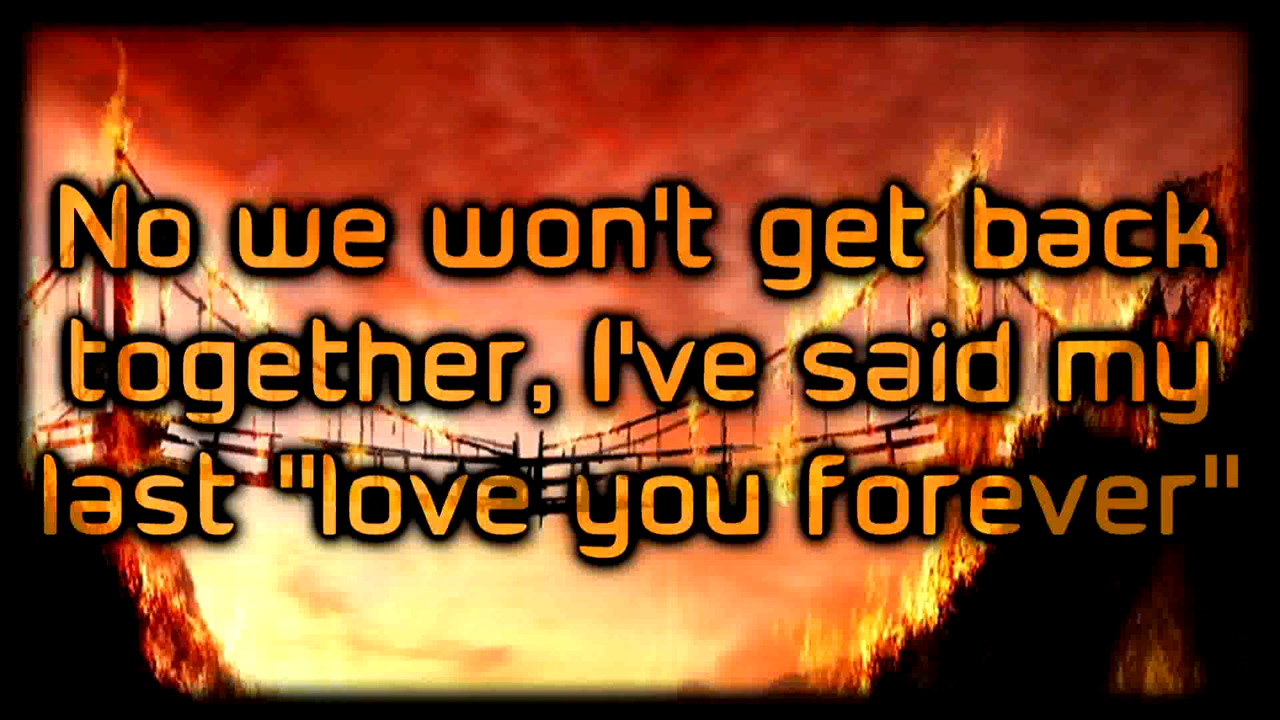 No we won't get back
together, I've said my
last "love you forever"